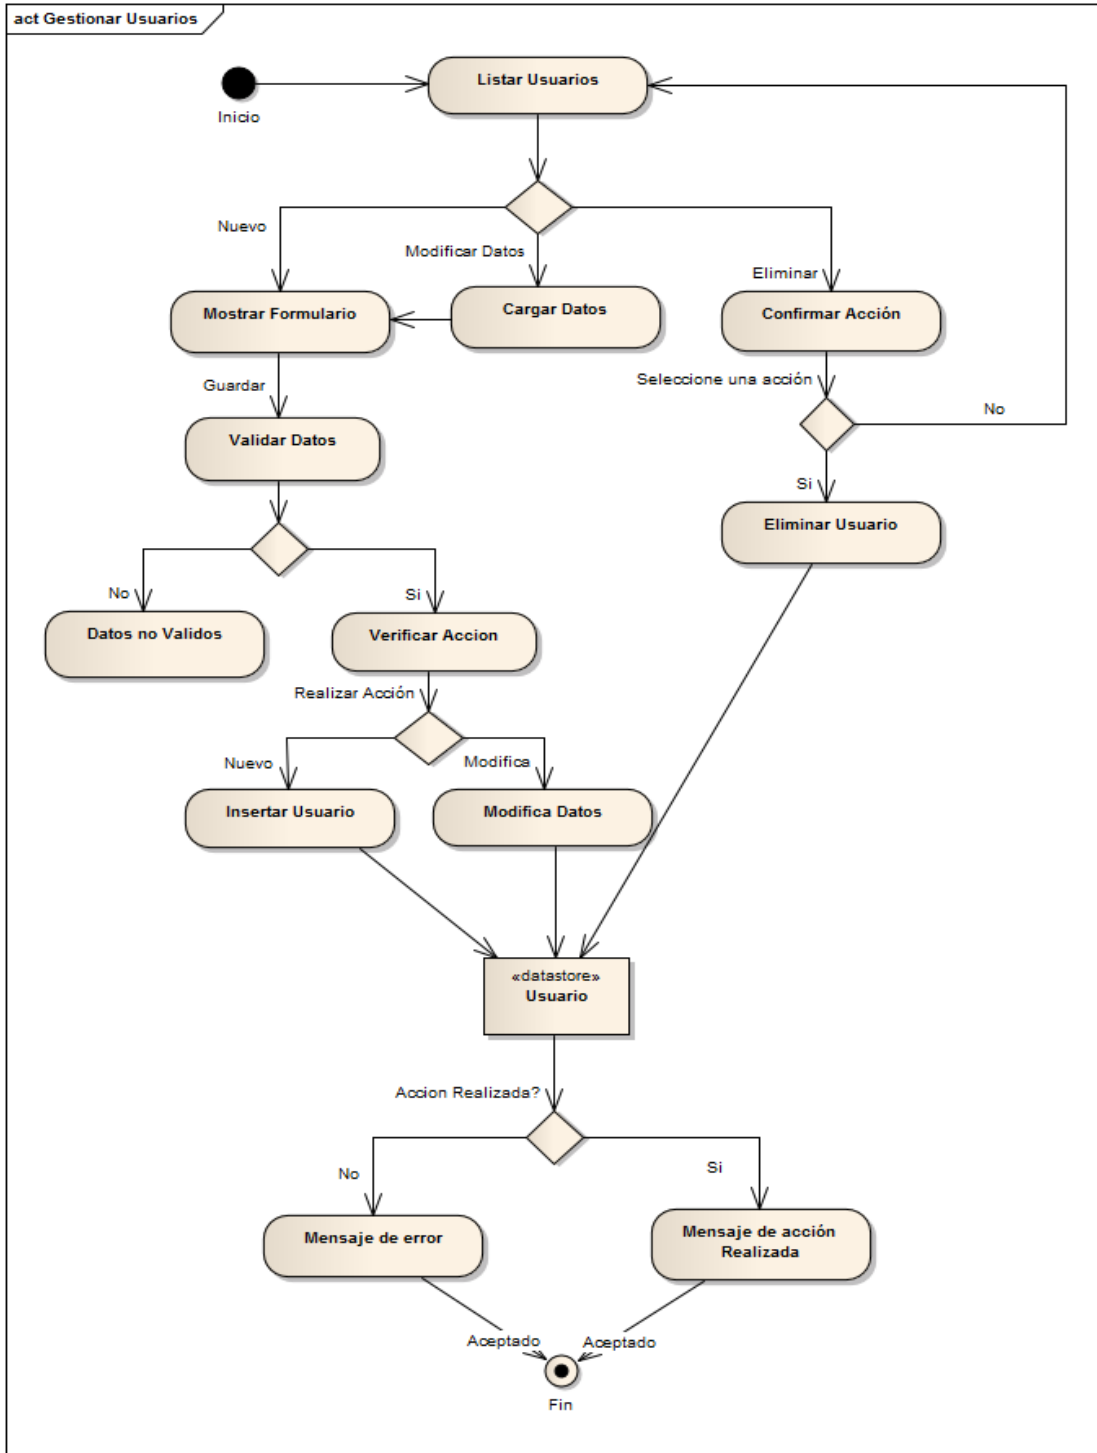 act Gestionar Usuarios
Listar Usuarios
Inicio
Nuevo
Modificar Datos
Eliminar
Mostrar Formulario
Cargar Datos
Confirmar Acción
Guardar
Seleccione una acción
No
Validar Datos
Si
Eliminar Usuario
No
Si
Datos no Validos
Verificar Accion
Realizar Acción
Nuevo
Modifica
Insertar Usuario
Modifica Datos
«datastore»
Usuario
Accion Realizada?
No
Si
Mensaje de error
Mensaje de acción
Realizada
Aceptado
Aceptado
Fin